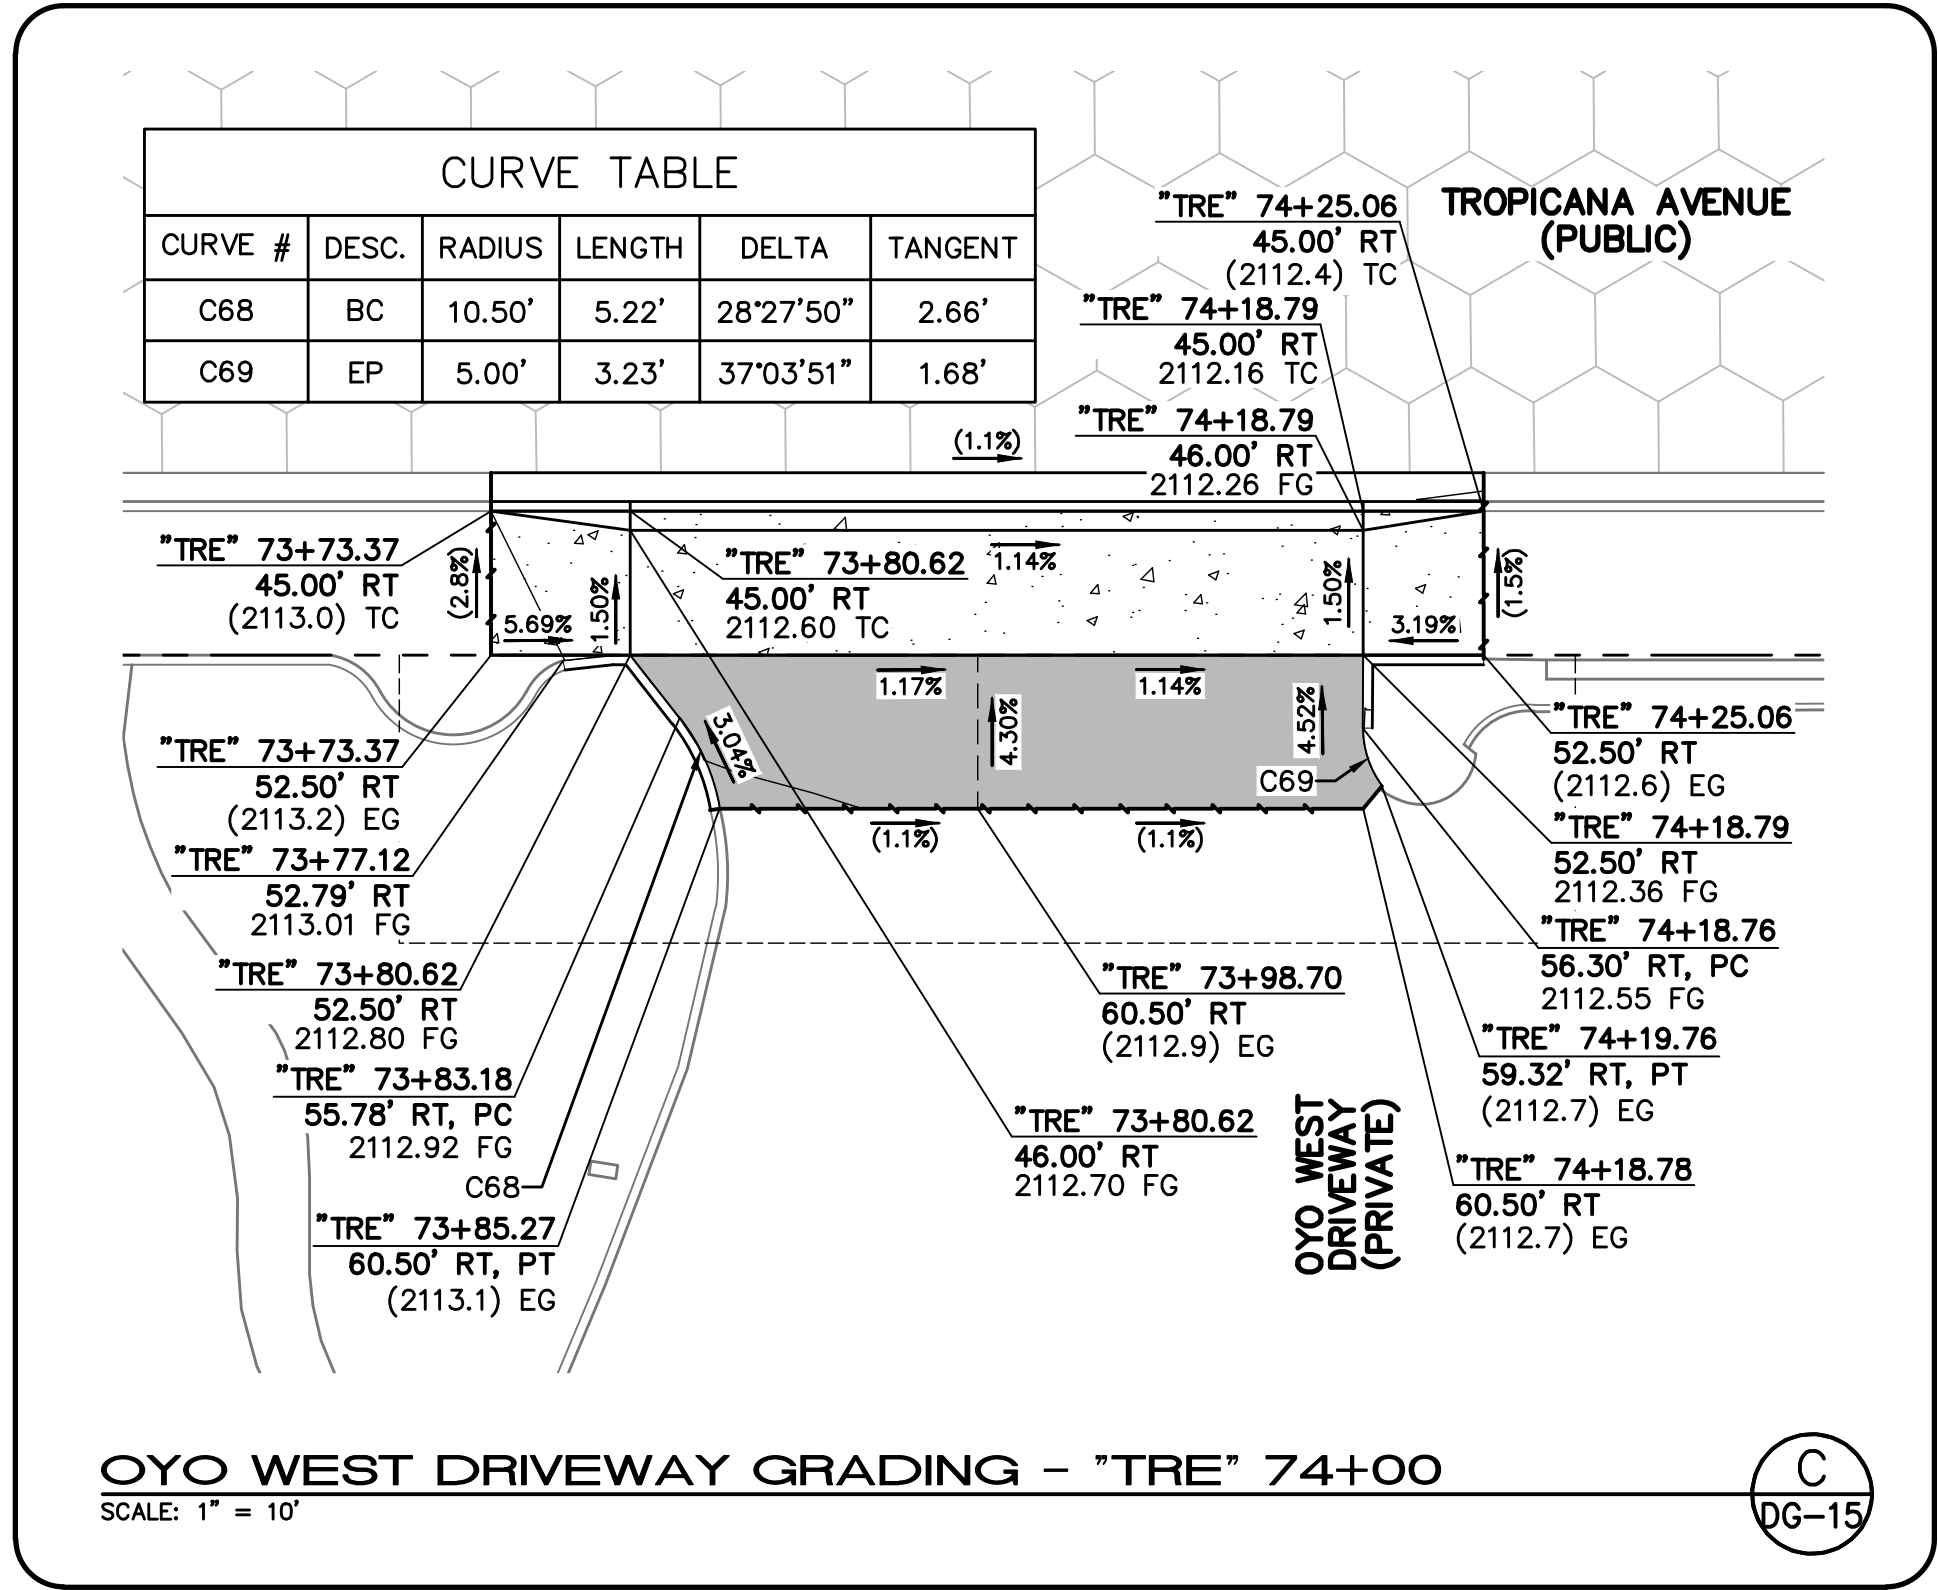 CURVE TABLE
CURVE # DESC. RADIUS LENGTH DELTA TANGENT
C68 BC 10.50' 5.22' 28°27'50" 2.66'
C69 EP 5.00' 3.23' 37°03'51" 1.68'
TROPICANA AVENUE
(PUBLIC)
"TRE" 74+25.06
45.00' RT
(2112.4) TC
"TRE" 74+18.79
45.00' RT
2112.16 TC
"TRE" 74+18.79
46.00' RT
2112.26 FG
(1.1%)
"TRE" 73+73.37
45.00' RT
(2113.0) TC
(2.8%)
5.69%
1.50%
"TRE" 73+80.62
45.00' RT
2112.60 TC
1.14%
1.50%
3.19%
(1.5%)
1.17%
1.14%
3.04%
4.30%
4.52%
C69
(1.1%)
(1.1%)
"TRE" 73+73.37
52.50' RT
(2113.2) EG
"TRE" 73+77.12
52.79' RT
2113.01 FG
"TRE" 73+80.62
52.50' RT
2112.80 FG
"TRE" 73+83.18
55.78' RT, PC
2112.92 FG
C68
"TRE" 73+85.27
60.50' RT, PT
(2113.1) EG
"TRE" 73+98.70
60.50' RT
(2112.9) EG
"TRE" 73+80.62
46.00' RT
2112.70 FG
OYO WEST
DRIVEWAY
(PRIVATE)
"TRE" 74+25.06
52.50' RT
(2112.6) EG
"TRE" 74+18.79
52.50' RT
2112.36 FG
"TRE" 74+18.76
56.30' RT, PC
2112.55 FG
"TRE" 74+19.76
59.32' RT, PT
(2112.7) EG
"TRE" 74+18.78
60.50' RT
(2112.7) EG
OYO WEST DRIVEWAY GRADING - "TRE" 74+00
SCALE: 1" = 10'
C
DG-15